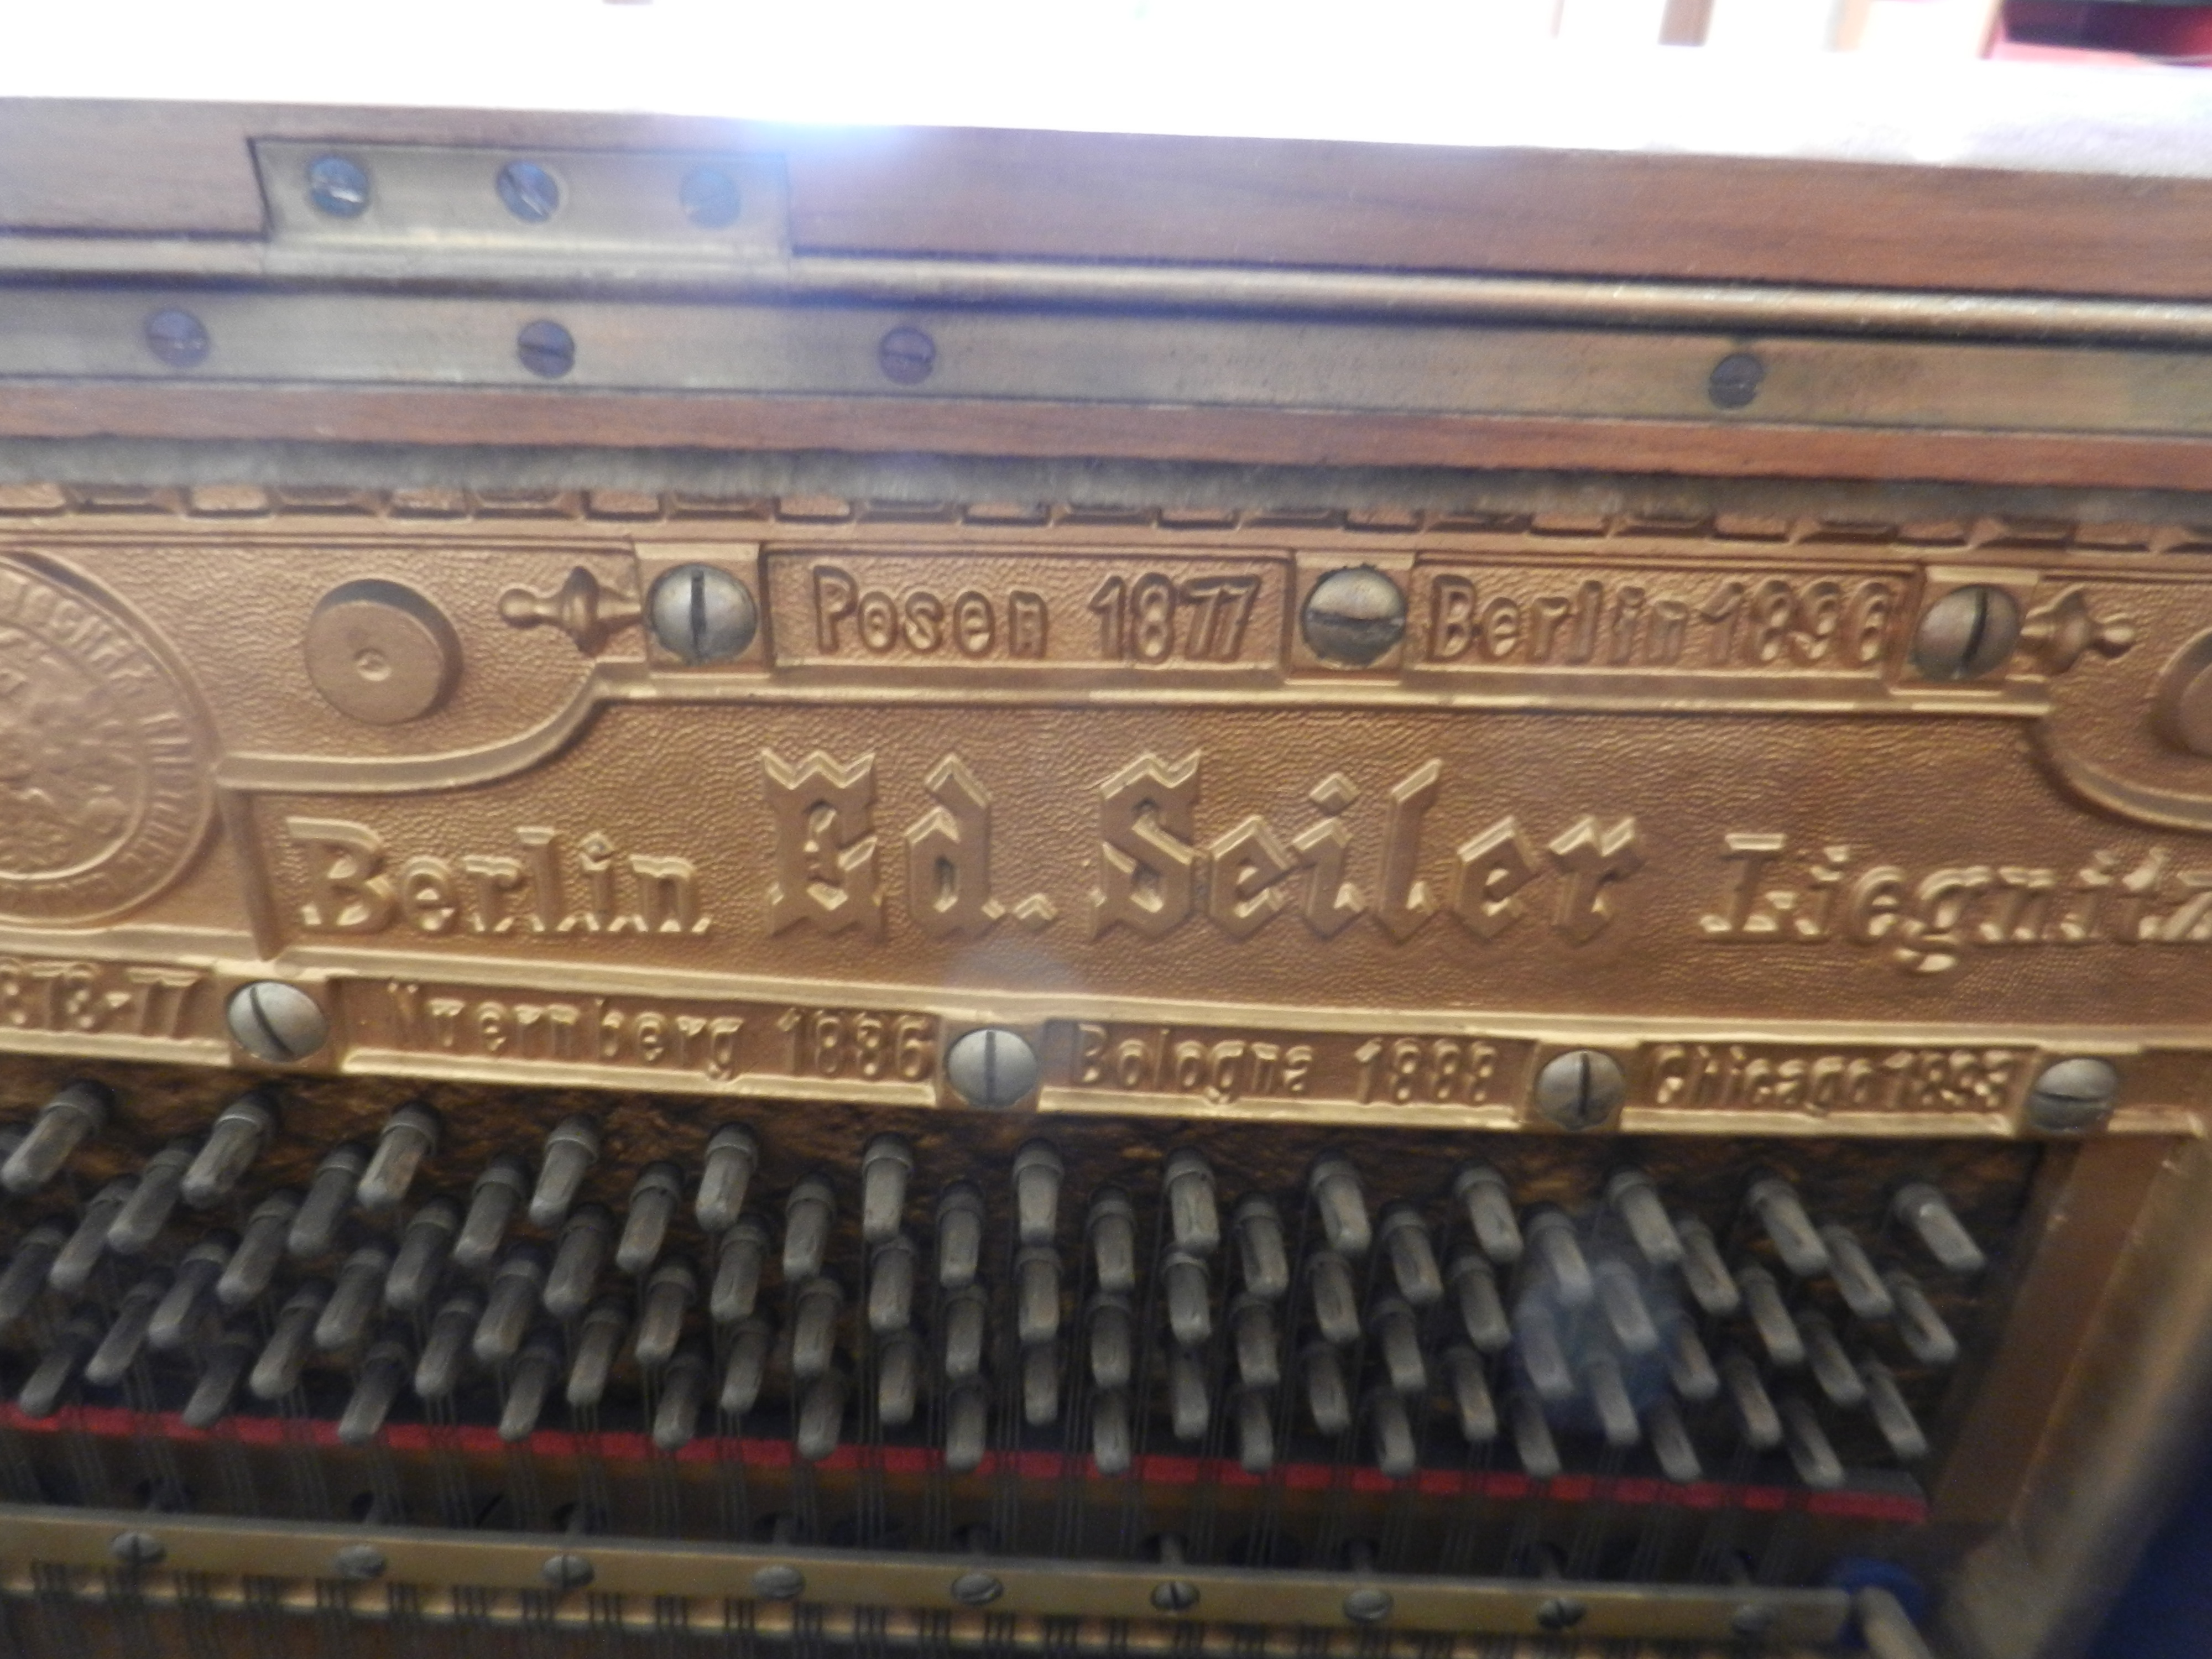 Posen 1877 Berlin 1896
Berlin Ed. Seiler Liegnitz
Nuernberg 1886 Bologna 1888 Chicago 1893